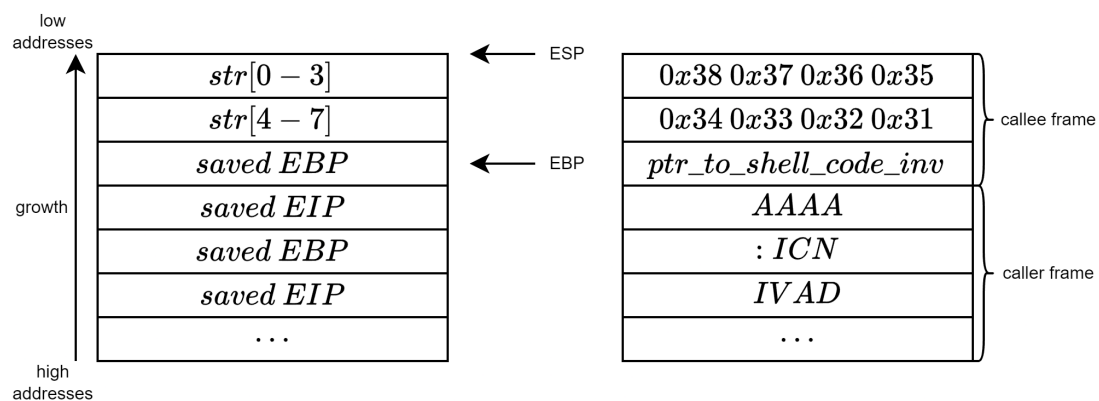 low
addresses
ESP
str[0 − 3]
0x38 0x37 0x36 0x35
str[4 − 7]
0x34 0x33 0x32 0x31
callee frame
saved EBP
EBP
ptr_to_shell_code_inv
growth
saved EIP
AAAA
saved EBP
: ICN
caller frame
saved EIP
IVAD
...
...
high
addresses